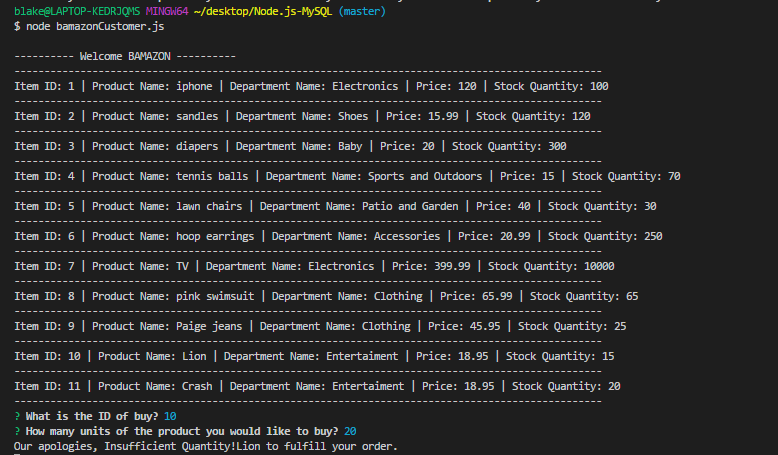 blake@LAPTOP-KEDRJQMS MINGW64 ~/desktop/Node.js-MySQL (master)
$ node bamazonCustomer.js
---------- Welcome BAMAZON ----------
--------------------------------------------------------------------------------------------------
Item ID: 1 | Product Name: iphone | Department Name: Electronics | Price: 120 | Stock Quantity: 100
--------------------------------------------------------------------------------------------------
Item ID: 2 | Product Name: sandles | Department Name: Shoes | Price: 15.99 | Stock Quantity: 120
--------------------------------------------------------------------------------------------------
Item ID: 3 | Product Name: diapers | Department Name: Baby | Price: 20 | Stock Quantity: 300
--------------------------------------------------------------------------------------------------
Item ID: 4 | Product Name: tennis balls | Department Name: Sports and Outdoors | Price: 15 | Stock Quantity: 70
--------------------------------------------------------------------------------------------------
Item ID: 5 | Product Name: lawn chairs | Department Name: Patio and Garden | Price: 40 | Stock Quantity: 30
--------------------------------------------------------------------------------------------------
Item ID: 6 | Product Name: hoop earrings | Department Name: Accessories | Price: 20.99 | Stock Quantity: 250
--------------------------------------------------------------------------------------------------
Item ID: 7 | Product Name: TV | Department Name: Electronics | Price: 399.99 | Stock Quantity: 10000
--------------------------------------------------------------------------------------------------
Item ID: 8 | Product Name: pink swimsuit | Department Name: Clothing | Price: 65.99 | Stock Quantity: 65
--------------------------------------------------------------------------------------------------
Item ID: 9 | Product Name: Paige jeans | Department Name: Clothing | Price: 45.95 | Stock Quantity: 25
--------------------------------------------------------------------------------------------------
Item ID: 10 | Product Name: Lion | Department Name: Entertaiment | Price: 18.95 | Stock Quantity: 15
--------------------------------------------------------------------------------------------------
Item ID: 11 | Product Name: Crash | Department Name: Entertaiment | Price: 18.95 | Stock Quantity: 20
--------------------------------------------------------------------------------------------------
? What is the ID of buy? 10
? How many units of the product you would like to buy? 20
Our apologies, Insufficient Quantity!Lion to fulfill your order.